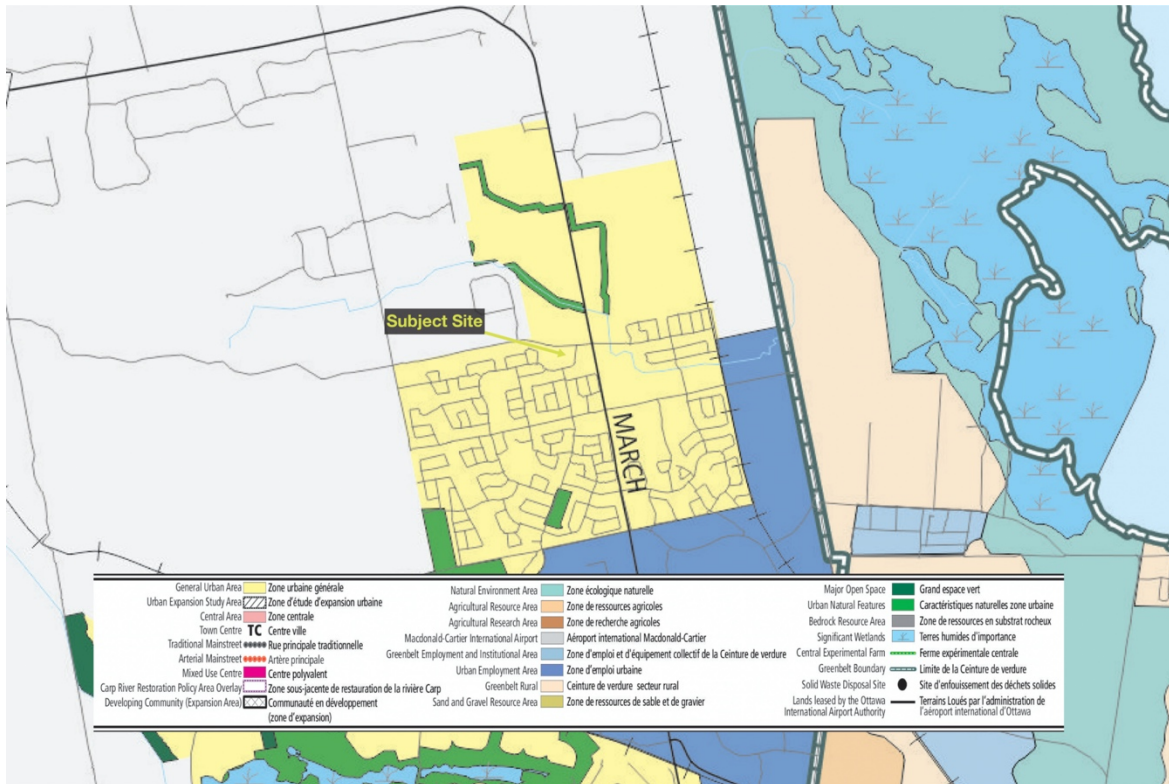 Subject Site
MARCH
General Urban Area Zone urbaine générale
Urban Expansion Study Area Zone d'étude d'expansion urbaine
Central Area Zone centrale
Town Centre TC Centre ville
Traditional Mainstreet Rue principale traditionnelle
Arterial Mainstreet Artère principale
Mixed Use Centre Centre polyvalent
Carp River Restoration Policy Area Overlay Zone sous-jacente de restauration de la rivière Carp
Developing Community (Expansion Area) Communauté en développement
(zone d'expansion)
Natural Environment Area Zone écologique naturelle
Agricultural Resource Area Zone de ressources agricoles
Agricultural Research Area Zone de recherche agricoles
Macdonald-Cartier International Airport Aéroport international Macdonald-Cartier
Greenbelt Employment and Institutional Area Zone d'emploi et d'équipement collectif de la Ceinture de verdure
Urban Employment Area Zone d'emploi urbaine
Greenbelt Rural Ceinture de verdure secteur rural
Sand and Gravel Resource Area Zone de ressources de sable et de gravier
Major Open Space Grand espace vert
Urban Natural Features Caractéristiques naturelles zone urbaine
Bedrock Resource Area Zone de ressources en substrat rocheux
Significant Wetlands Terres humides d'importance
Central Experimental Farm Ferme expérimentale centrale
Greenbelt Boundary Limite de la Ceinture de verdure
Solid Waste Disposal Site Site d'enfouissement des déchets solides
Lands leased by the Ottawa Terrains Loués par l'administration de
International Airport Authority l'aéroport international d'Ottawa